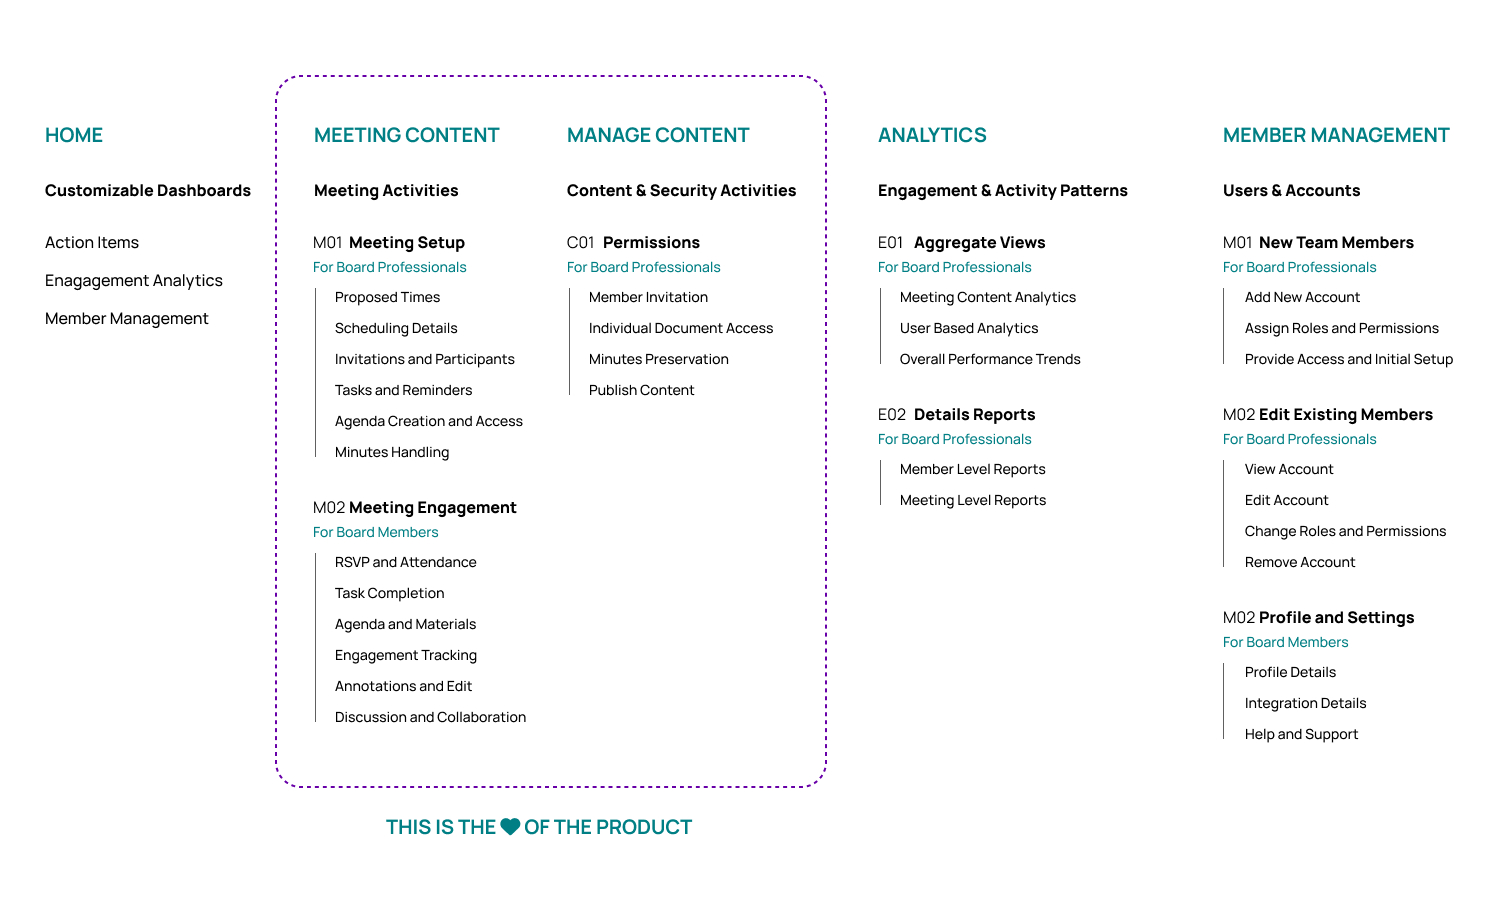 HOME
Customizable Dashboards
Action Items
Enagagement Analytics
Member Management
MEETING CONTENT
Meeting Activities
M01 Meeting Setup
For Board Professionals
Proposed Times
Scheduling Details
Invitations and Participants
Tasks and Reminders
Agenda Creation and Access
Minutes Handling
M02 Meeting Engagement
For Board Members
RSVP and Attendance
Task Completion
Agenda and Materials
Engagement Tracking
Annotations and Edit
Discussion and Collaboration
MANAGE CONTENT
Content & Security Activities
C01 Permissions
For Board Professionals
Member Invitation
Individual Document Access
Minutes Preservation
Publish Content
THIS IS THE ♥ OF THE PRODUCT
ANALYTICS
Engagement & Activity Patterns
E01 Aggregate Views
For Board Professionals
Meeting Content Analytics
User Based Analytics
Overall Performance Trends
E02 Details Reports
For Board Professionals
Member Level Reports
Meeting Level Reports
MEMBER MANAGEMENT
Users & Accounts
M01 New Team Members
For Board Professionals
Add New Account
Assign Roles and Permissions
Provide Access and Initial Setup
M02 Edit Existing Members
For Board Professionals
View Account
Edit Account
Change Roles and Permissions
Remove Account
M02 Profile and Settings
For Board Members
Profile Details
Integration Details
Help and Support